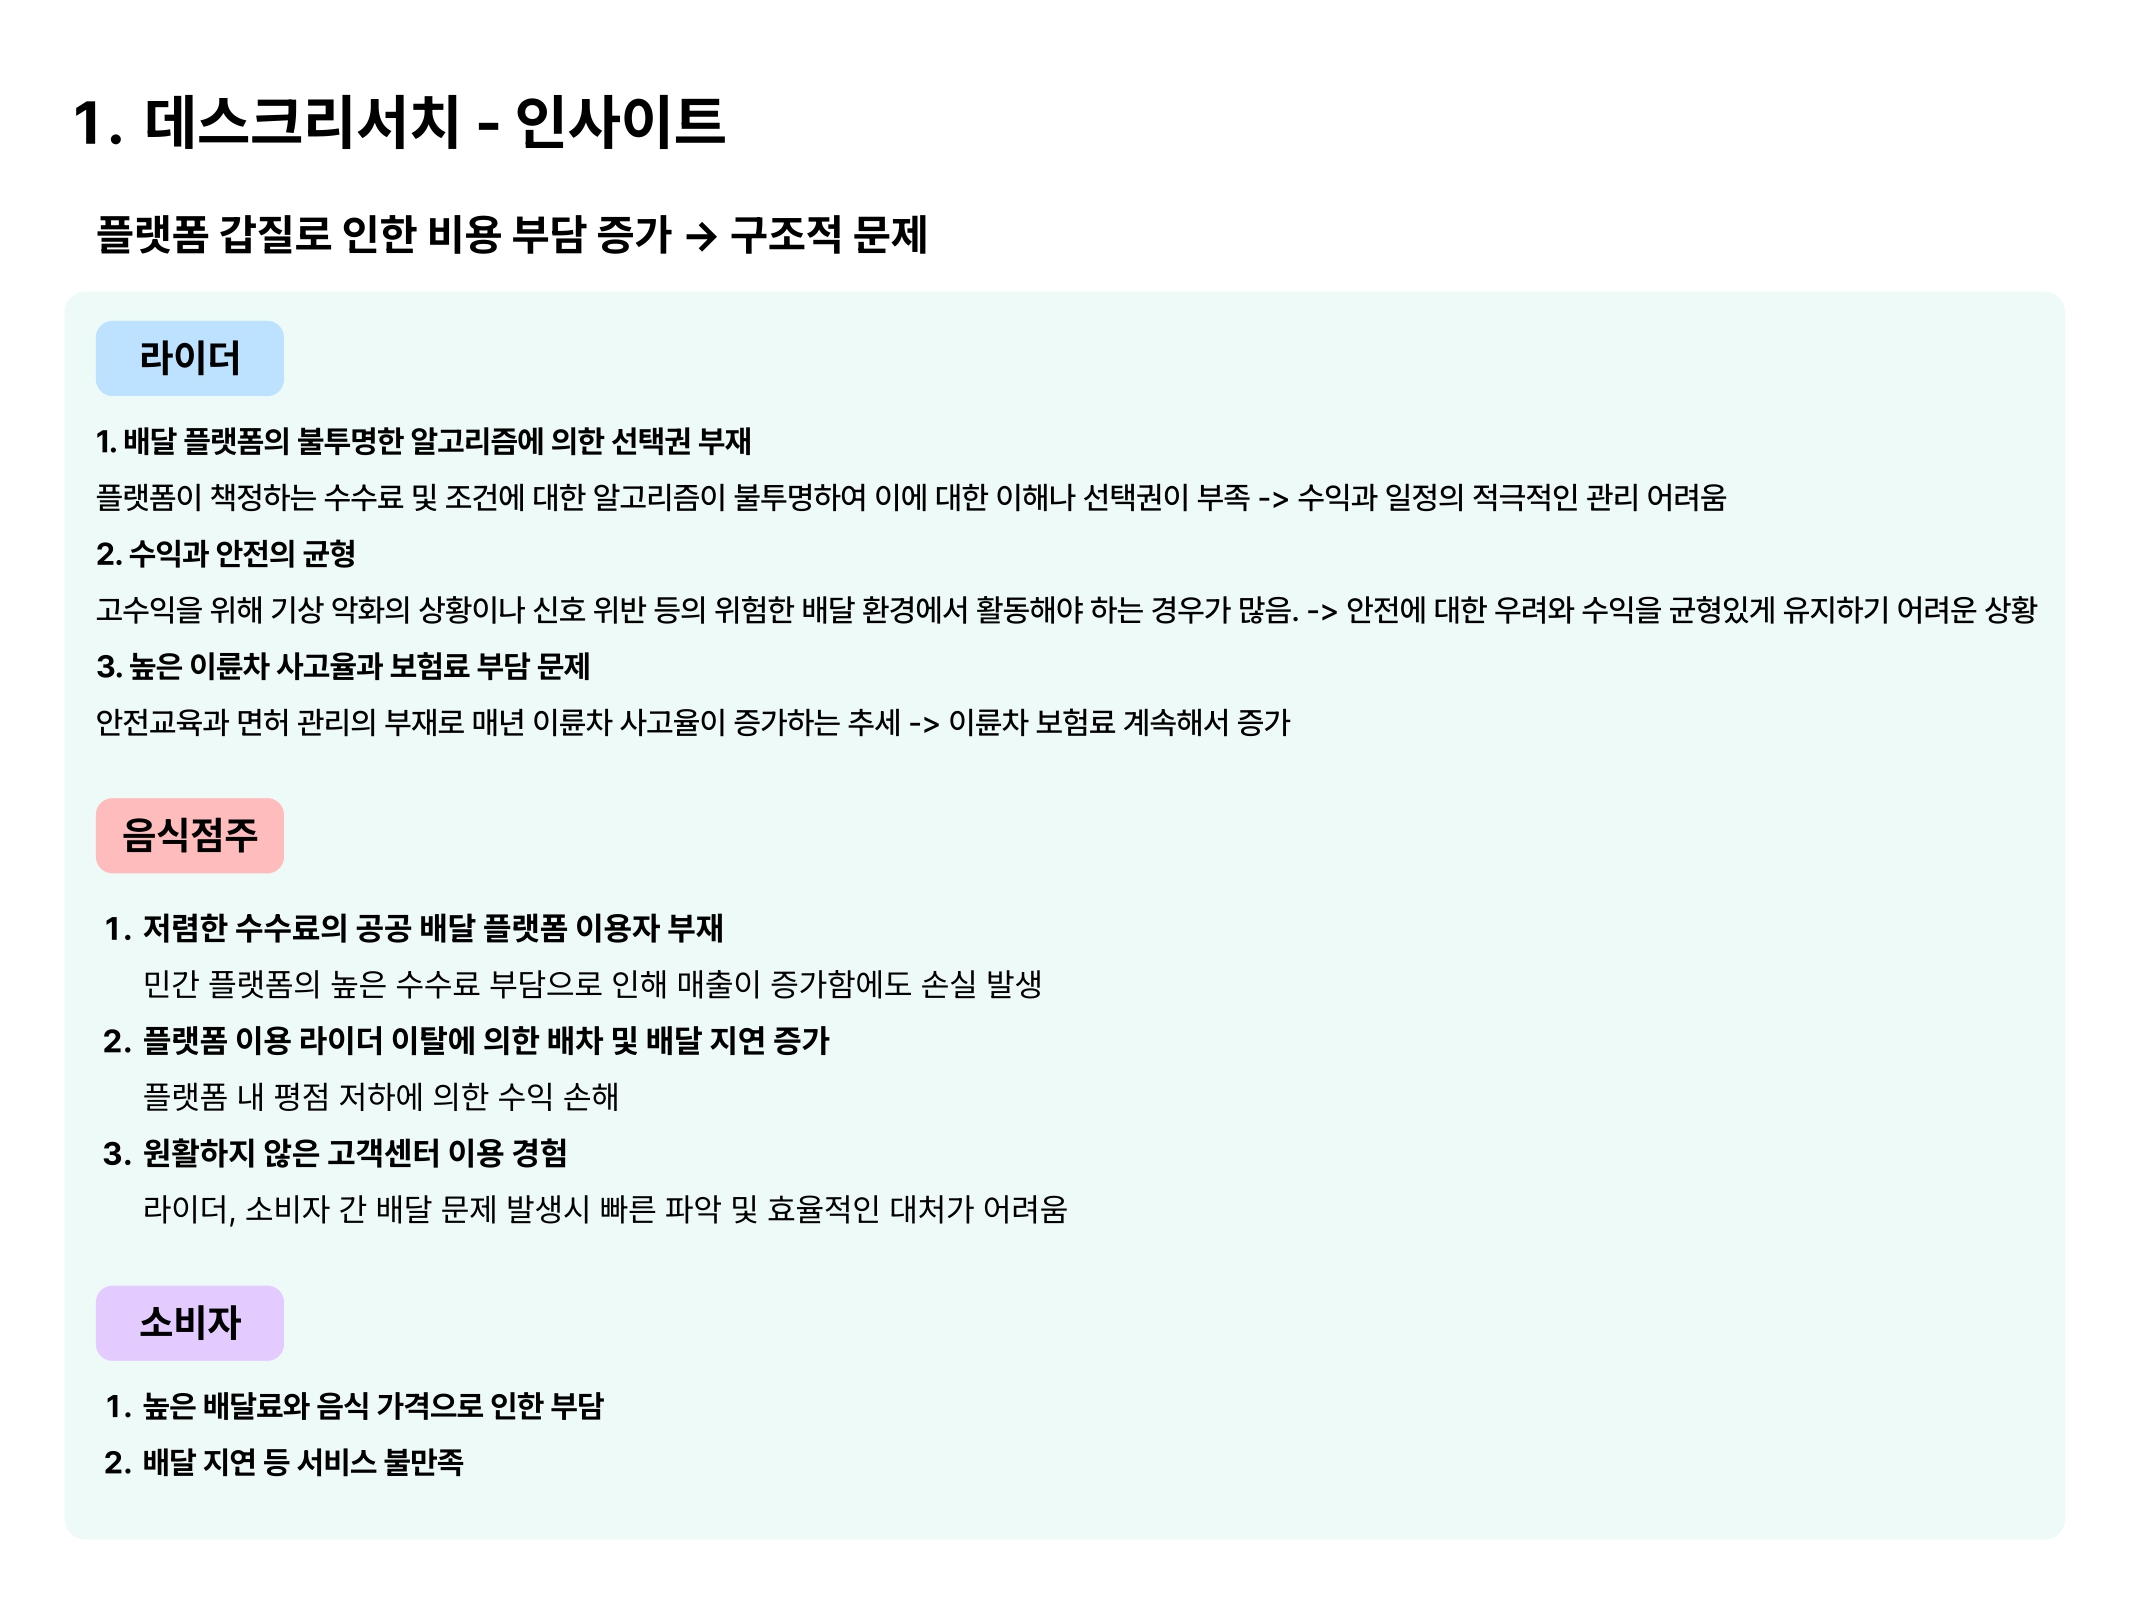 1. 데스크리서치 - 인사이트
플랫폼 갑질로 인한 비용 부담 증가 → 구조적 문제
라이더
1. 배달 플랫폼의 불투명한 알고리즘에 의한 선택권 부재
플랫폼이 책정하는 수수료 및 조건에 대한 알고리즘이 불투명하여 이에 대한 이해나 선택권이 부족 -> 수익과 일정의 적극적인 관리 어려움
2. 수익과 안전의 균형
고수익을 위해 기상 악화의 상황이나 신호 위반 등의 위험한 배달 환경에서 활동해야 하는 경우가 많음. -> 안전에 대한 우려와 수익을 균형있게 유지하기 어려운 상황
3. 높은 이륜차 사고율과 보험료 부담 문제
안전교육과 면허 관리의 부재로 매년 이륜차 사고율이 증가하는 추세 -> 이륜차 보험료 계속해서 증가
음식점주
1. 저렴한 수수료의 공공 배달 플랫폼 이용자 부재
민간 플랫폼의 높은 수수료 부담으로 인해 매출이 증가함에도 손실 발생
2. 플랫폼 이용 라이더 이탈에 의한 배차 및 배달 지연 증가
플랫폼 내 평점 저하에 의한 수익 손해
3. 원활하지 않은 고객센터 이용 경험
라이더, 소비자 간 배달 문제 발생시 빠른 파악 및 효율적인 대처가 어려움
소비자
1. 높은 배달료와 음식 가격으로 인한 부담
2. 배달 지연 등 서비스 불만족